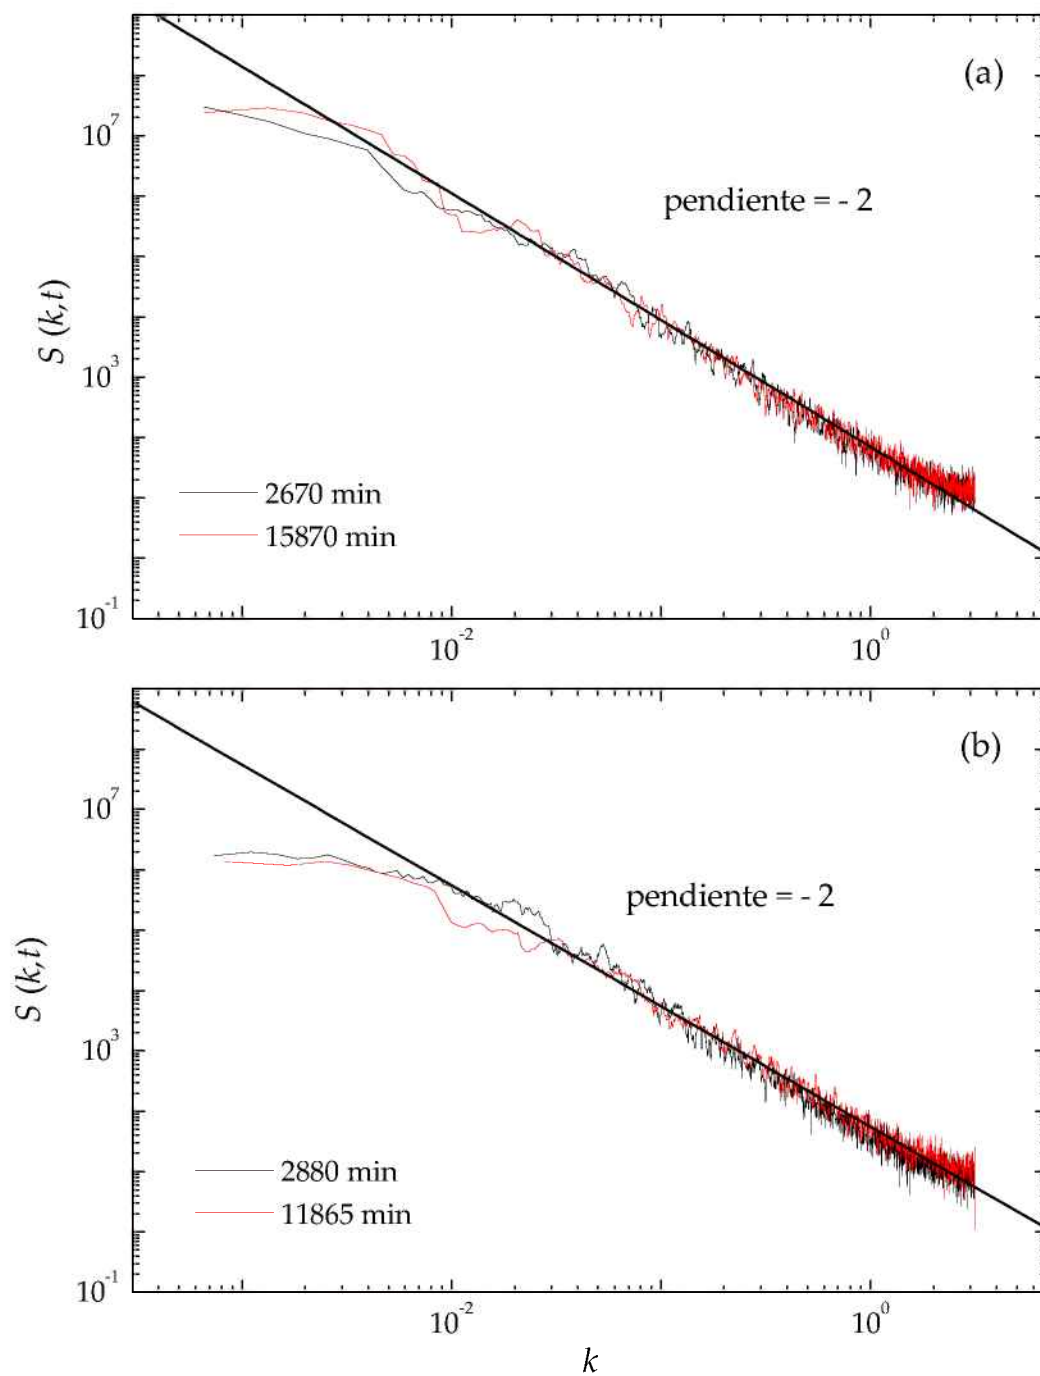 (a)
10^7
pendiente = - 2
S (k,t)
10^3
2670 min
15870 min
10^-1
10^-2
10^0
(b)
10^7
pendiente = - 2
S (k,t)
10^3
2880 min
11865 min
10^-1
10^-2
10^0
k